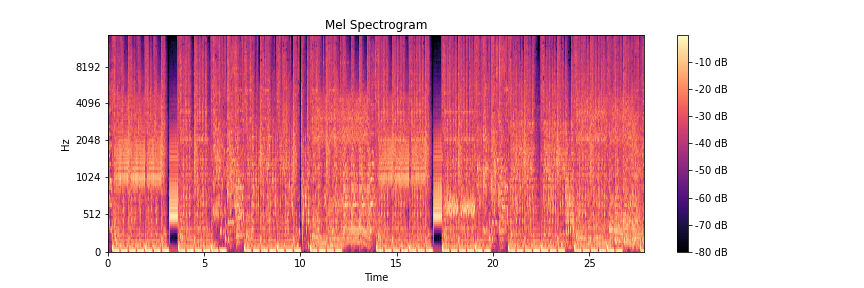 Mel Spectrogram
8192
4096
2048
1024
512
0
Hz
0 5 10 15 20 25
Time
-10 dB
-20 dB
-30 dB
-40 dB
-50 dB
-60 dB
-70 dB
-80 dB